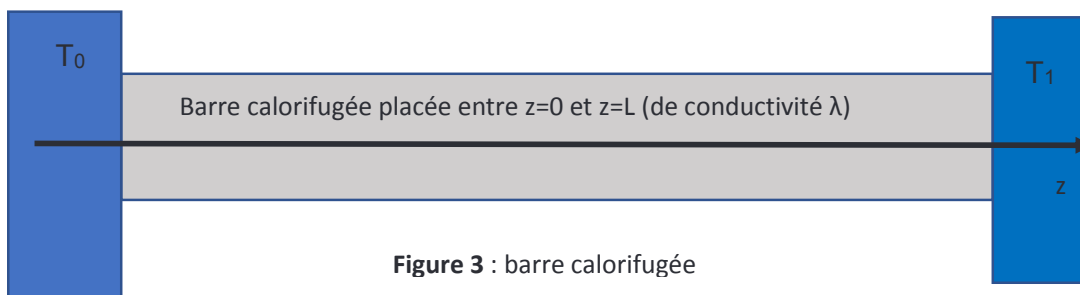 T₀
T₁
Barre calorifugée placée entre z=0 et z=L (de conductivité λ)
z
Figure 3 : barre calorifugée